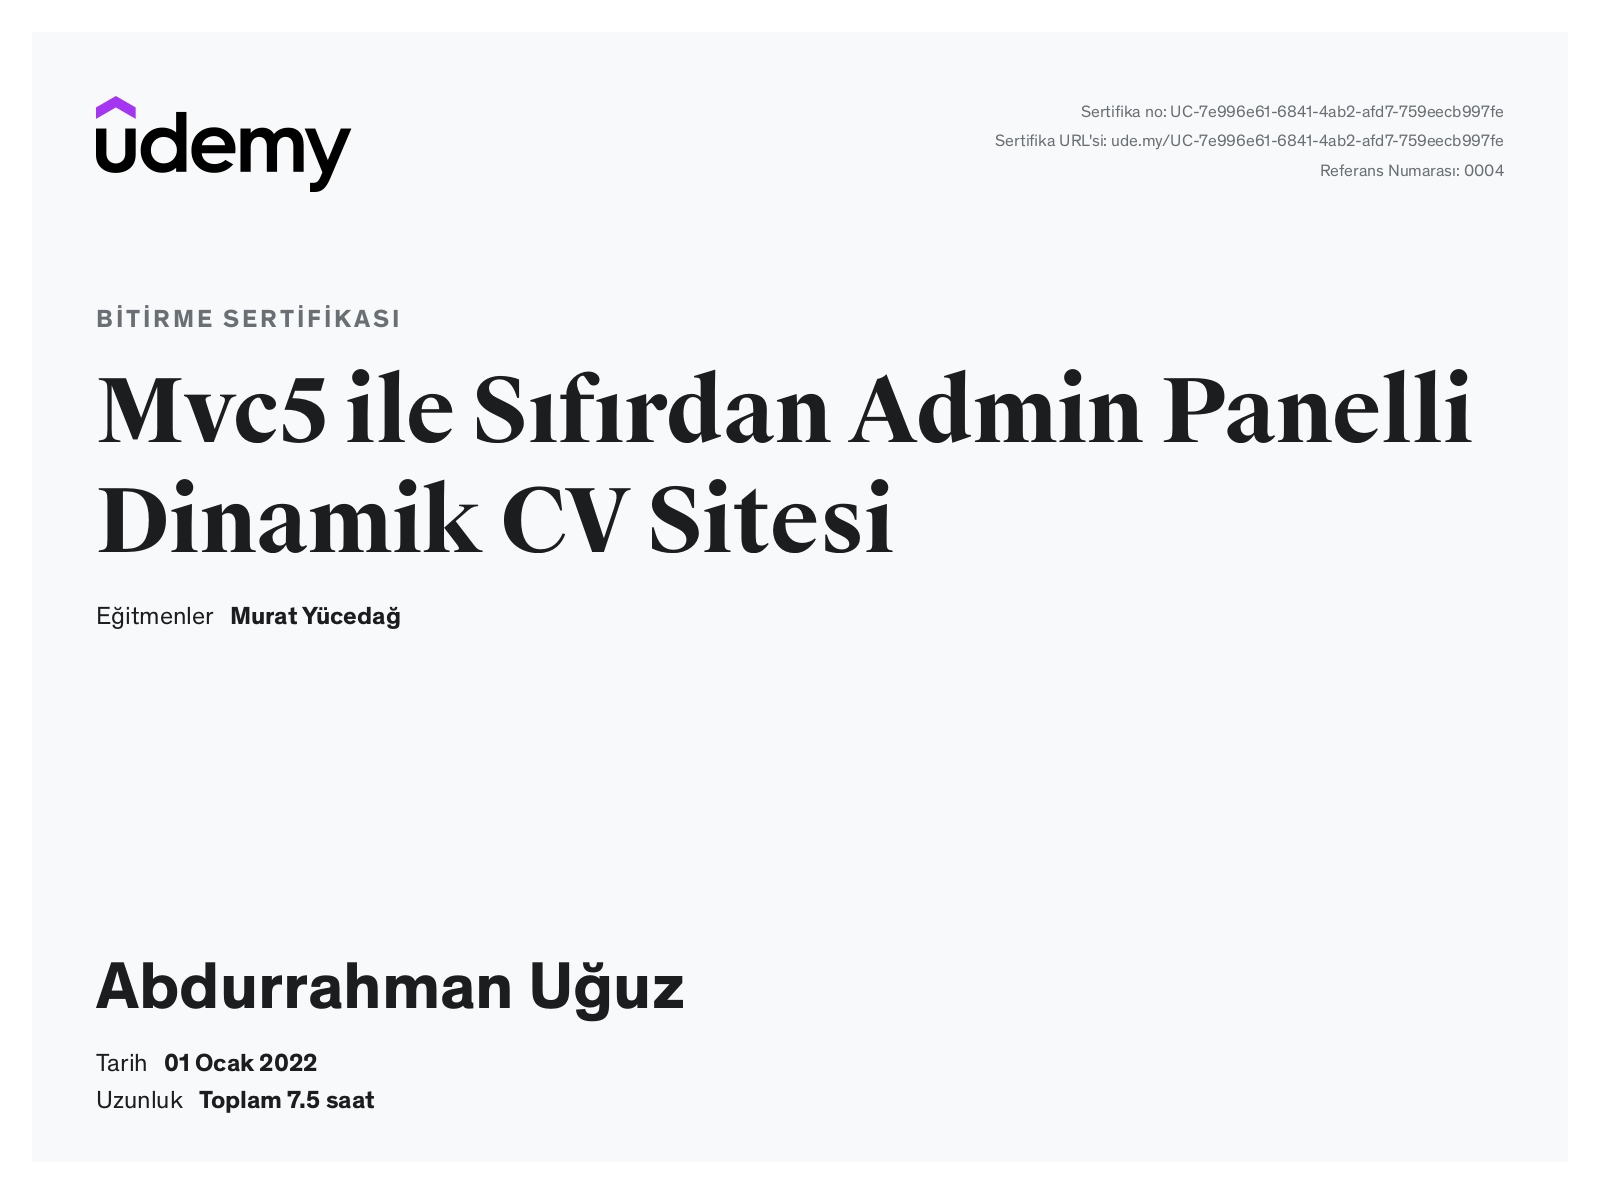 udemy
Sertifika no: UC-7e996e61-6841-4ab2-afd7-759eecb997fe
Sertifika URL'si: ude.my/UC-7e996e61-6841-4ab2-afd7-759eecb997fe
Referans Numarası: 0004
BİTİRME SERTİFİKASI
Mvc5 ile Sıfırdan Admin Panelli
Dinamik CV Sitesi
Eğitmenler Murat Yücedağ
Abdurrahman Uğuz
Tarih 01 Ocak 2022
Uzunluk Toplam 7.5 saat